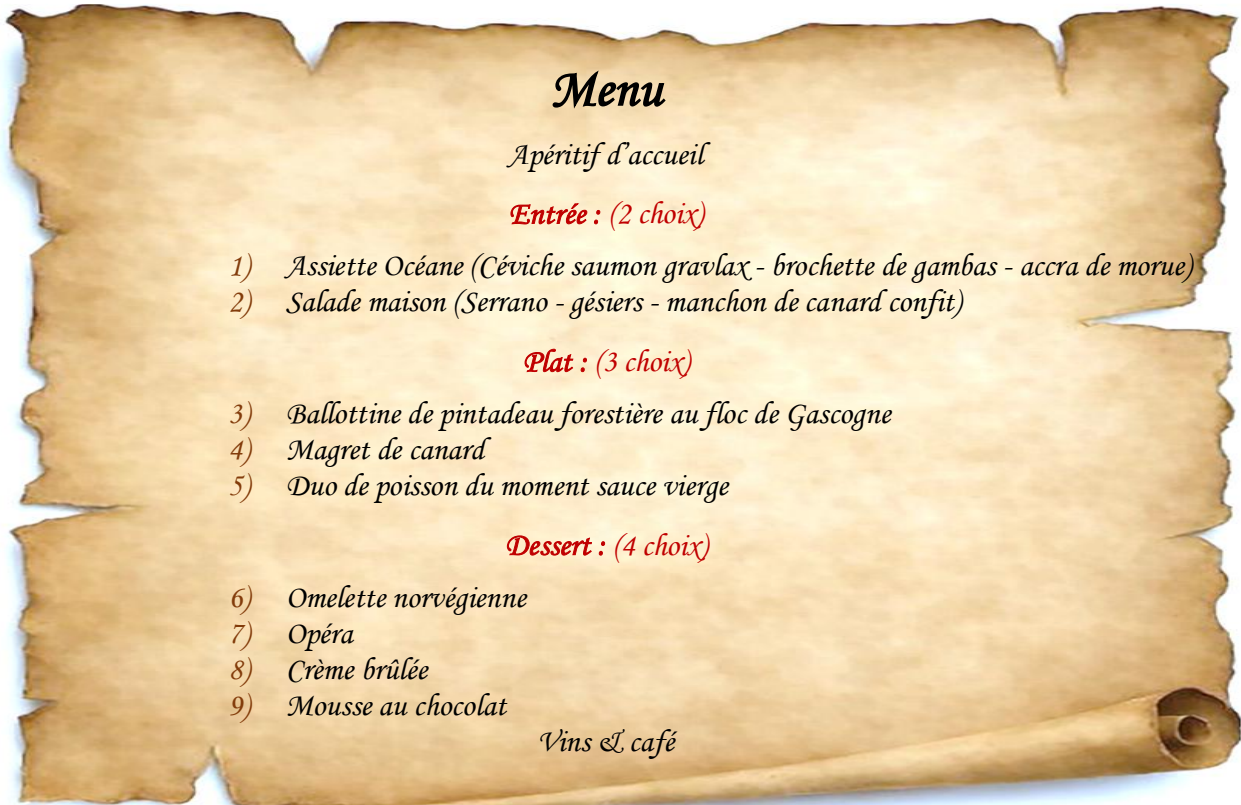 Menu
Apéritif d'accueil
Entrée : (2 choix)
1) Assiette Océane (Céviche saumon gravlax - brochette de gambas - accra de morue)
2) Salade maison (Serrano - gésiers - manchon de canard confit)
Plat : (3 choix)
3) Ballottine de pintadeau forestière au floc de Gascogne
4) Magret de canard
5) Duo de poisson du moment sauce vierge
Dessert : (4 choix)
6) Omelette norvégienne
7) Opéra
8) Crème brûlée
9) Mousse au chocolat
Vins & café